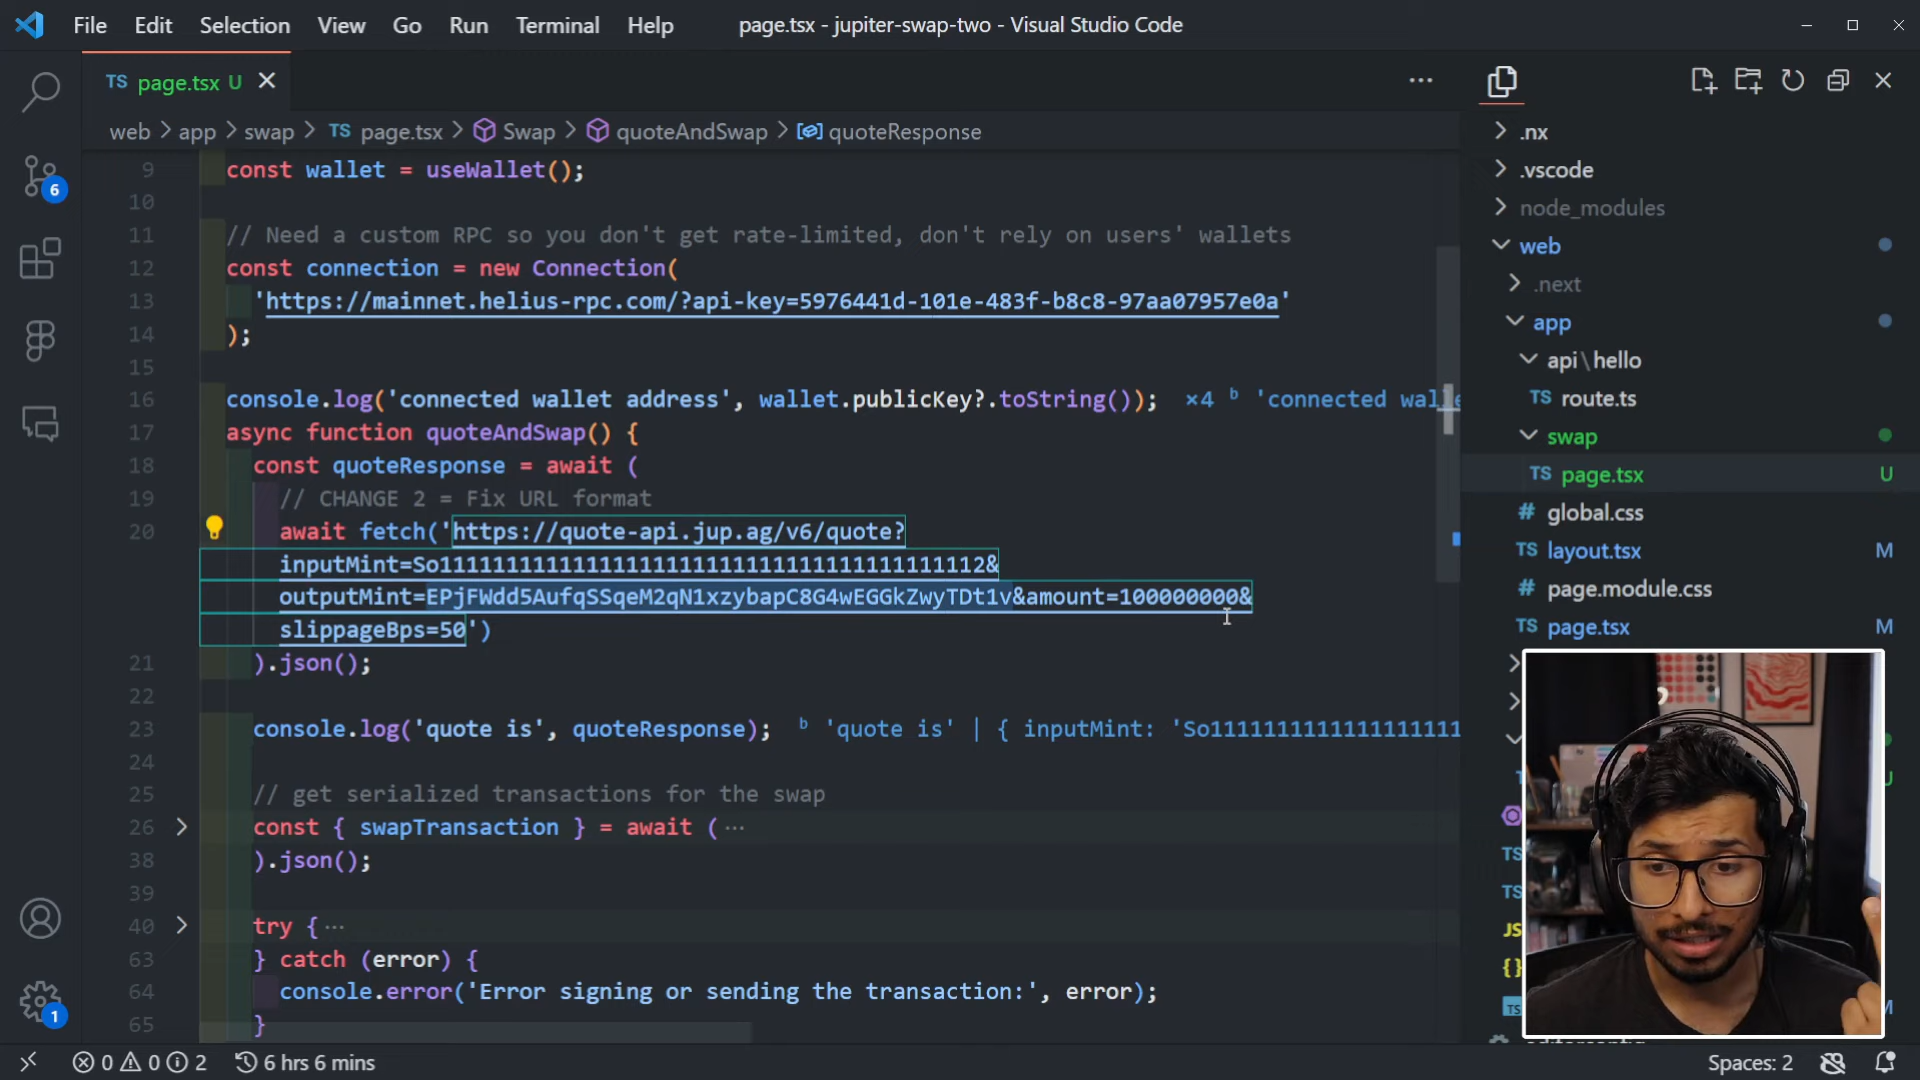 File Edit Selection View Go Run Terminal Help
page.tsx - jupiter-swap-two - Visual Studio Code
TS page.tsx U
web > app > swap > TS page.tsx > Swap > quoteAndSwap > quoteResponse
9 const wallet = useWallet();
10
11 // Need a custom RPC so you don't get rate-limited, don't rely on users' wallets
12 const connection = new Connection(
13 'https://mainnet.helius-rpc.com/?api-key=5976441d-101e-483f-b8c8-97aa07957e0a'
14 );
15
16 console.log('connected wallet address', wallet.publicKey?.toString()); ×4 b 'connected wall
17 async function quoteAndSwap() {
18 const quoteResponse = await (
19 // CHANGE 2 = Fix URL format
20 await fetch('https://quote-api.jup.ag/v6/quote?
inputMint=So11111111111111111111111111111111111111112&
outputMint=EPjFWdd5AufqSSqeM2qN1xzybapC8G4wEGGkZwyTDt1v&amount=100000000&
slippageBps=50')
21 ).json();
22
23 console.log('quote is', quoteResponse); b 'quote is' | { inputMint: 'So1111111111111111111
24
25 // get serialized transactions for the swap
26 const { swapTransaction } = await ( ···
38 ).json();
39
40 try { ···
63 } catch (error) {
64 console.error('Error signing or sending the transaction:', error);
65 }
.nx
.vscode
node_modules
web
.next
app
api\hello
TS route.ts
swap
TS page.tsx U
# global.css
TS layout.tsx M
# page.module.css
TS page.tsx M
TS
TS
JS
{}
TS
6
1
0 0 2 6 hrs 6 mins
Spaces: 2